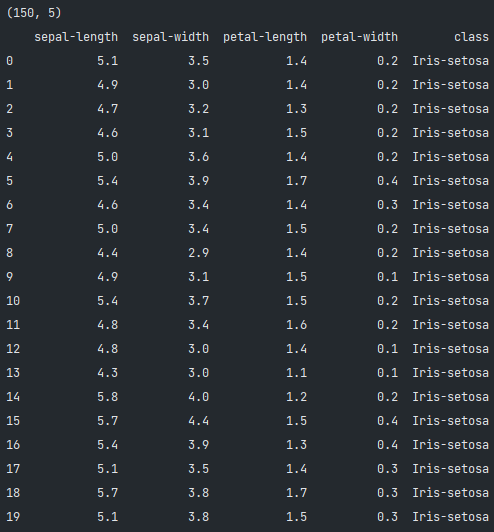 (150, 5)
sepal-length sepal-width petal-length petal-width class
0 5.1 3.5 1.4 0.2 Iris-setosa
1 4.9 3.0 1.4 0.2 Iris-setosa
2 4.7 3.2 1.3 0.2 Iris-setosa
3 4.6 3.1 1.5 0.2 Iris-setosa
4 5.0 3.6 1.4 0.2 Iris-setosa
5 5.4 3.9 1.7 0.4 Iris-setosa
6 4.6 3.4 1.4 0.3 Iris-setosa
7 5.0 3.4 1.5 0.2 Iris-setosa
8 4.4 2.9 1.4 0.2 Iris-setosa
9 4.9 3.1 1.5 0.1 Iris-setosa
10 5.4 3.7 1.5 0.2 Iris-setosa
11 4.8 3.4 1.6 0.2 Iris-setosa
12 4.8 3.0 1.4 0.1 Iris-setosa
13 4.3 3.0 1.1 0.1 Iris-setosa
14 5.8 4.0 1.2 0.2 Iris-setosa
15 5.7 4.4 1.5 0.4 Iris-setosa
16 5.4 3.9 1.3 0.4 Iris-setosa
17 5.1 3.5 1.4 0.3 Iris-setosa
18 5.7 3.8 1.7 0.3 Iris-setosa
19 5.1 3.8 1.5 0.3 Iris-setosa